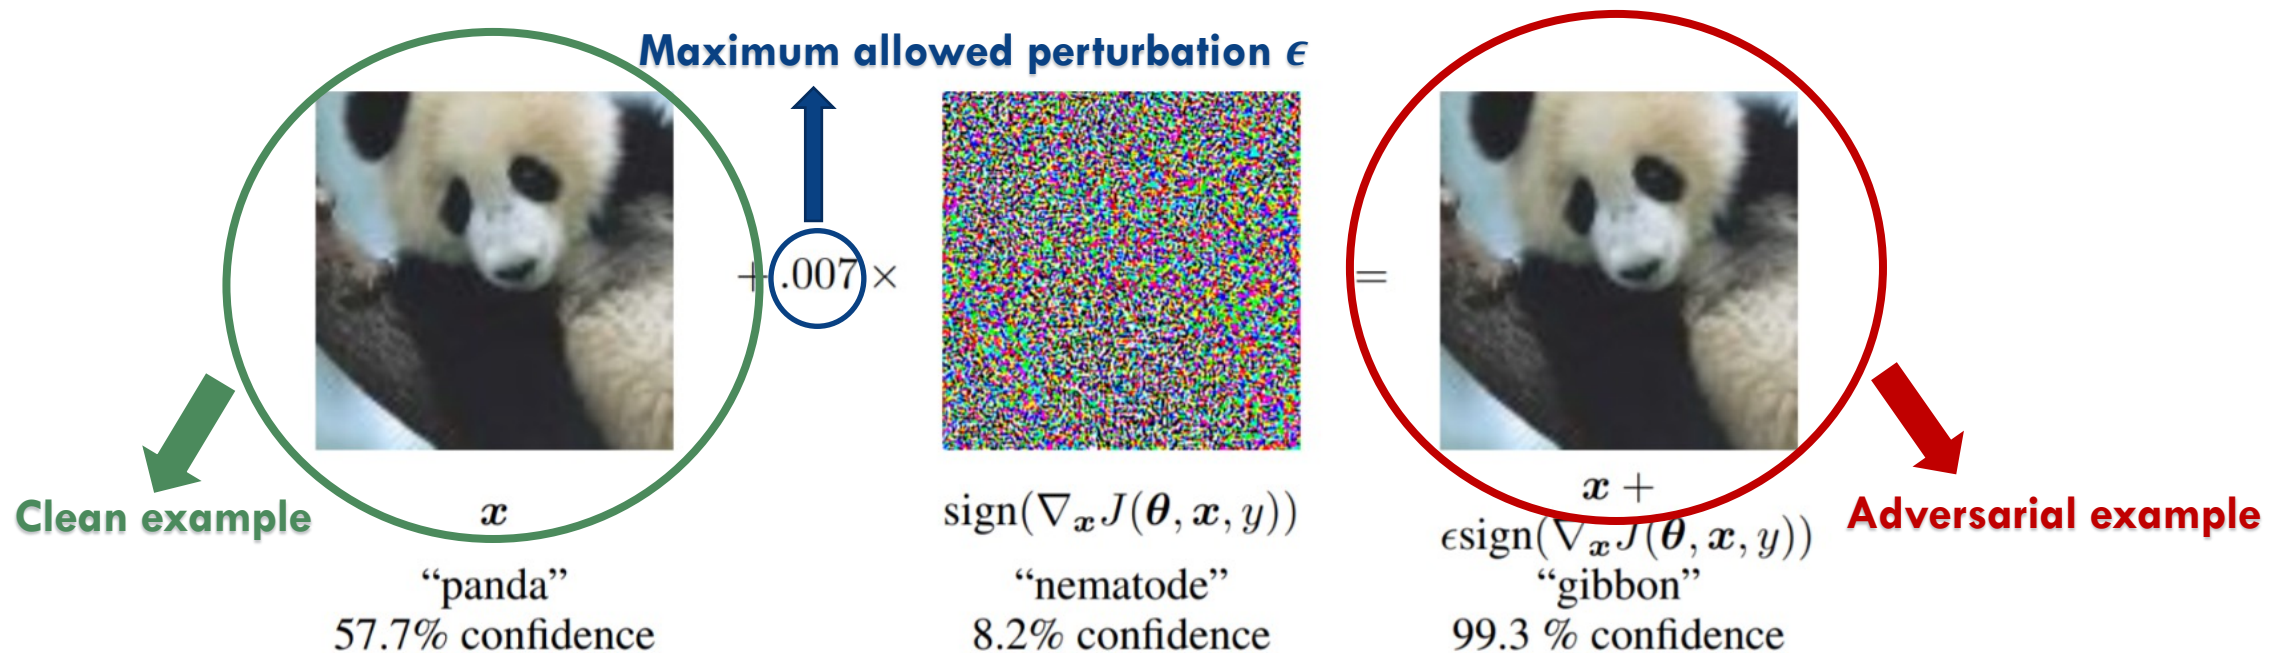 Maximum allowed perturbation ϵ
+ .007 ×
=
x
sign(∇ₓJ(θ, x, y))
x +
ϵsign(∇ₓJ(θ, x, y))
Clean example
Adversarial example
“panda”
57.7% confidence
“nematode”
8.2% confidence
“gibbon”
99.3 % confidence